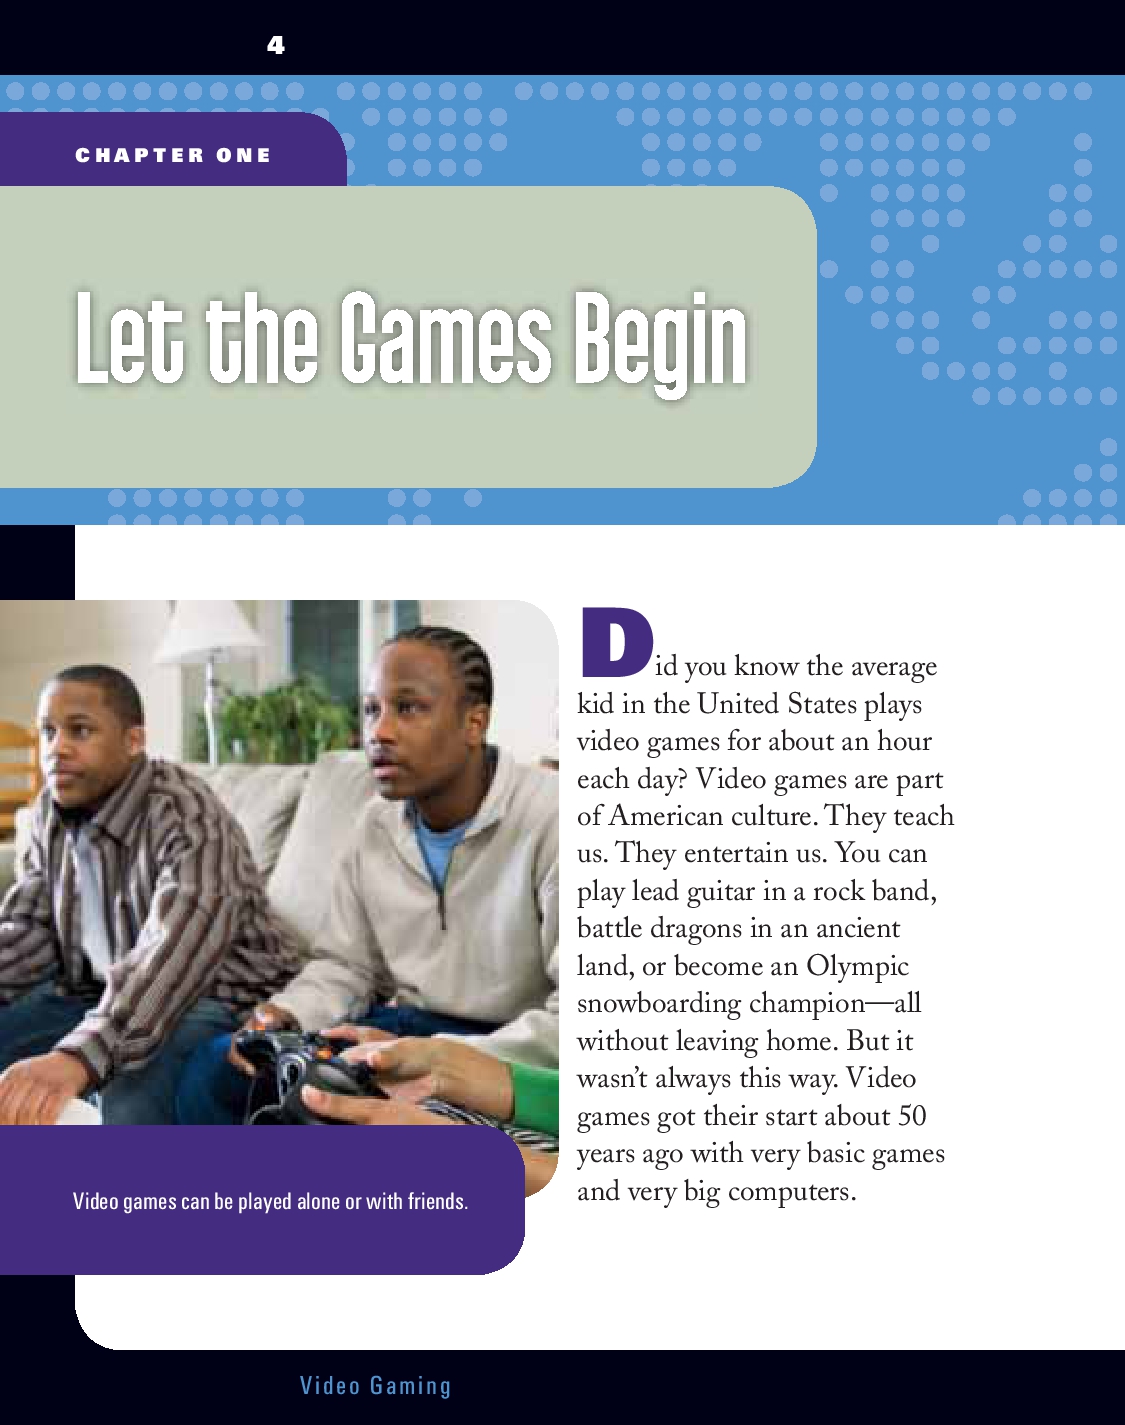 4
CHAPTER ONE
Let the Games Begin
Did you know the average
kid in the United States plays
video games for about an hour
each day? Video games are part
of American culture. They teach
us. They entertain us. You can
play lead guitar in a rock band,
battle dragons in an ancient
land, or become an Olympic
snowboarding champion—all
without leaving home. But it
wasn’t always this way. Video
games got their start about 50
years ago with very basic games
and very big computers.
Video games can be played alone or with friends.
Video Gaming